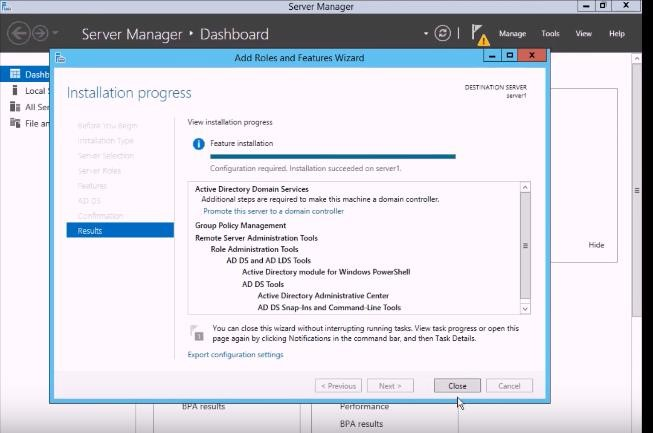 Server Manager
Server Manager • Dashboard
Manage Tools View Help
Dashb
Local S
All Ser
File an
Add Roles and Features Wizard
Installation progress
DESTINATION SERVER
server1
Before You Begin
Installation Type
Server Selection
Server Roles
Features
AD DS
Confirmation
Results
View installation progress
Feature installation
Configuration required. Installation succeeded on server1.
Active Directory Domain Services
Additional steps are required to make this machine a domain controller.
Promote this server to a domain controller
Group Policy Management
Remote Server Administration Tools
Role Administration Tools
AD DS and AD LDS Tools
Active Directory module for Windows PowerShell
AD DS Tools
Active Directory Administrative Center
AD DS Snap-Ins and Command-Line Tools
You can close this wizard without interrupting running tasks. View task progress or open this
page again by clicking Notifications in the command bar, and then Task Details.
1
Export configuration settings
< Previous Next > Close Cancel
Hide
BPA results
Performance
BPA results